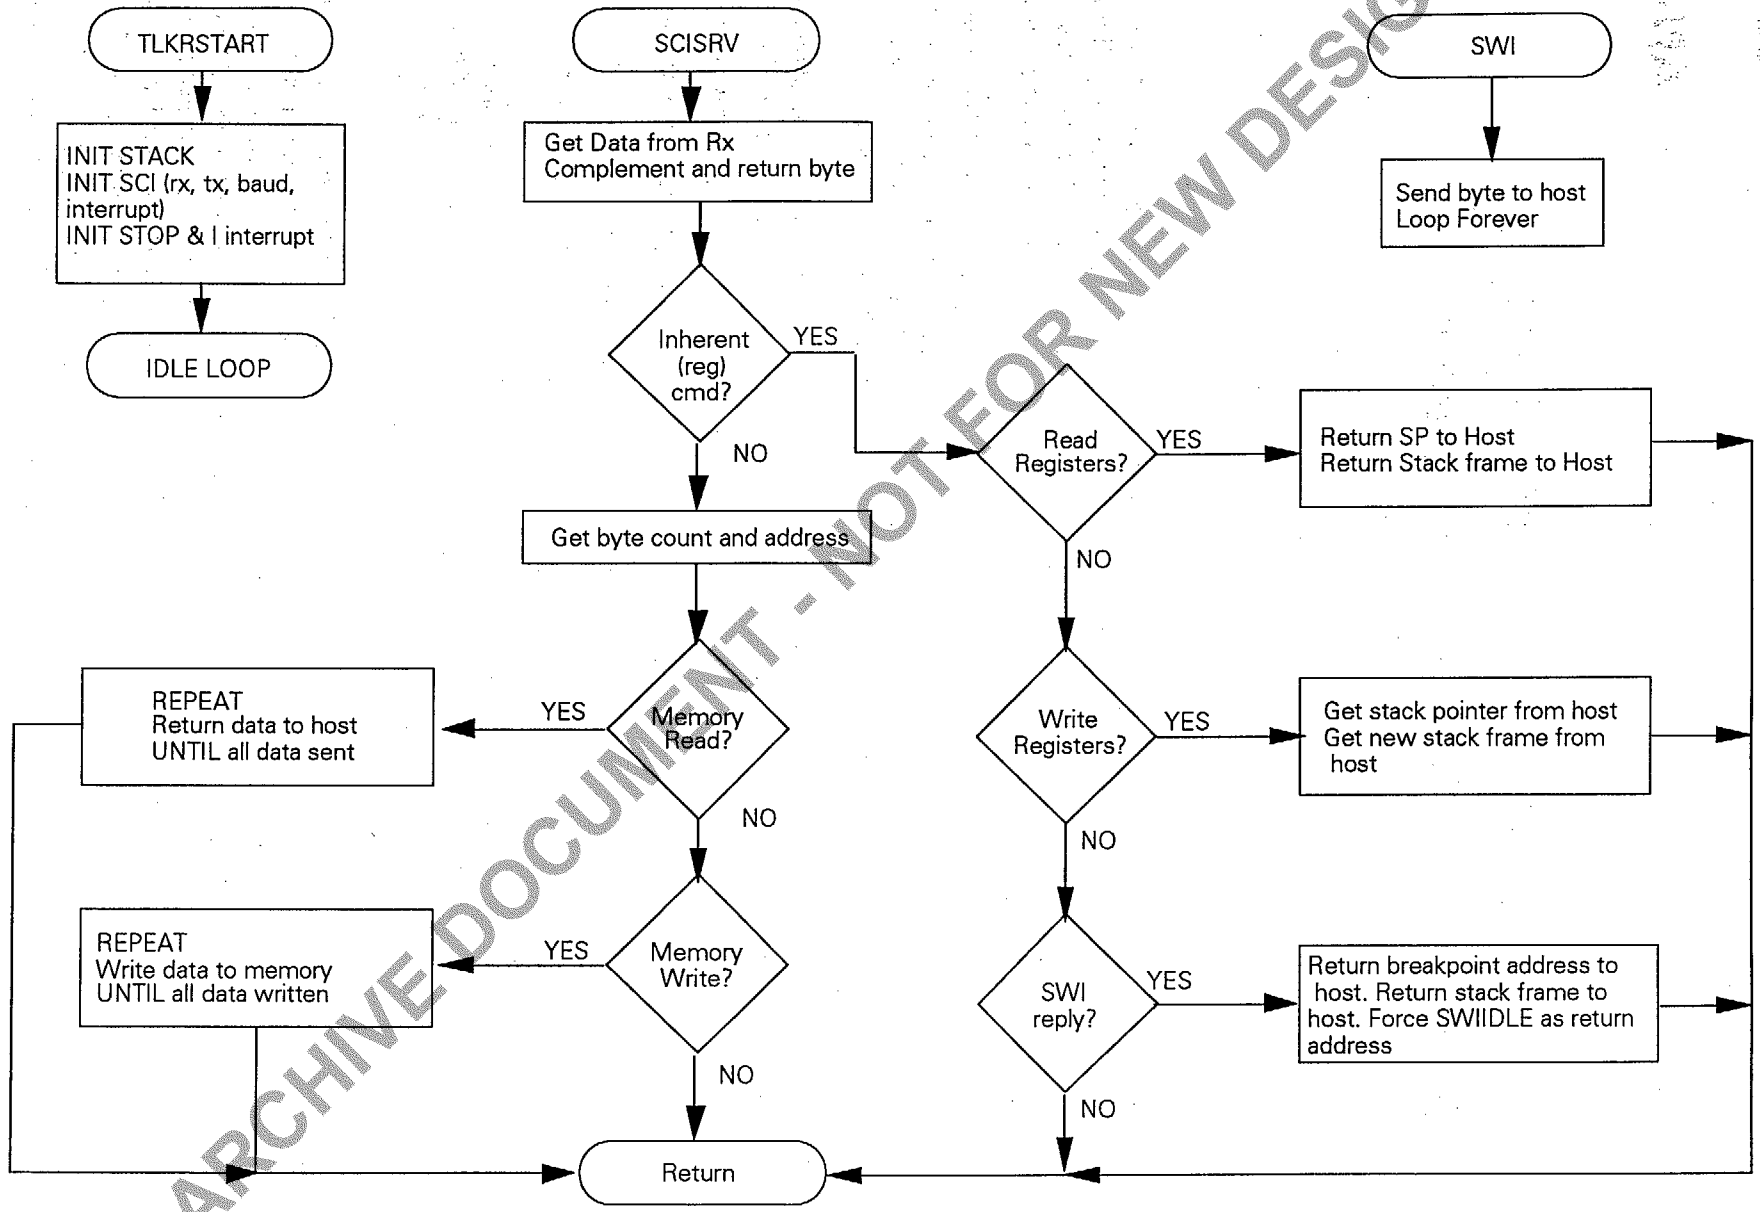 TLKRSTART
INIT STACK
INIT SCI (rx, tx, baud,
interrupt)
INIT STOP & I interrupt
IDLE LOOP
SCISRV
Get Data from Rx
Complement and return byte
Inherent
(reg)
cmd?
YES
NO
Get byte count and address
Memory
Read?
YES
NO
REPEAT
Return data to host
UNTIL all data sent
Memory
Write?
YES
NO
REPEAT
Write data to memory
UNTIL all data written
Return
Read
Registers?
YES
NO
Return SP to Host
Return Stack frame to Host
Write
Registers?
YES
NO
Get stack pointer from host
Get new stack frame from
host
SWI
reply?
YES
NO
Return breakpoint address to
host. Return stack frame to
host. Force SWIIDLE as return
address
SWI
Send byte to host
Loop Forever
ARCHIVE DOCUMENT - NOT FOR NEW DESIG